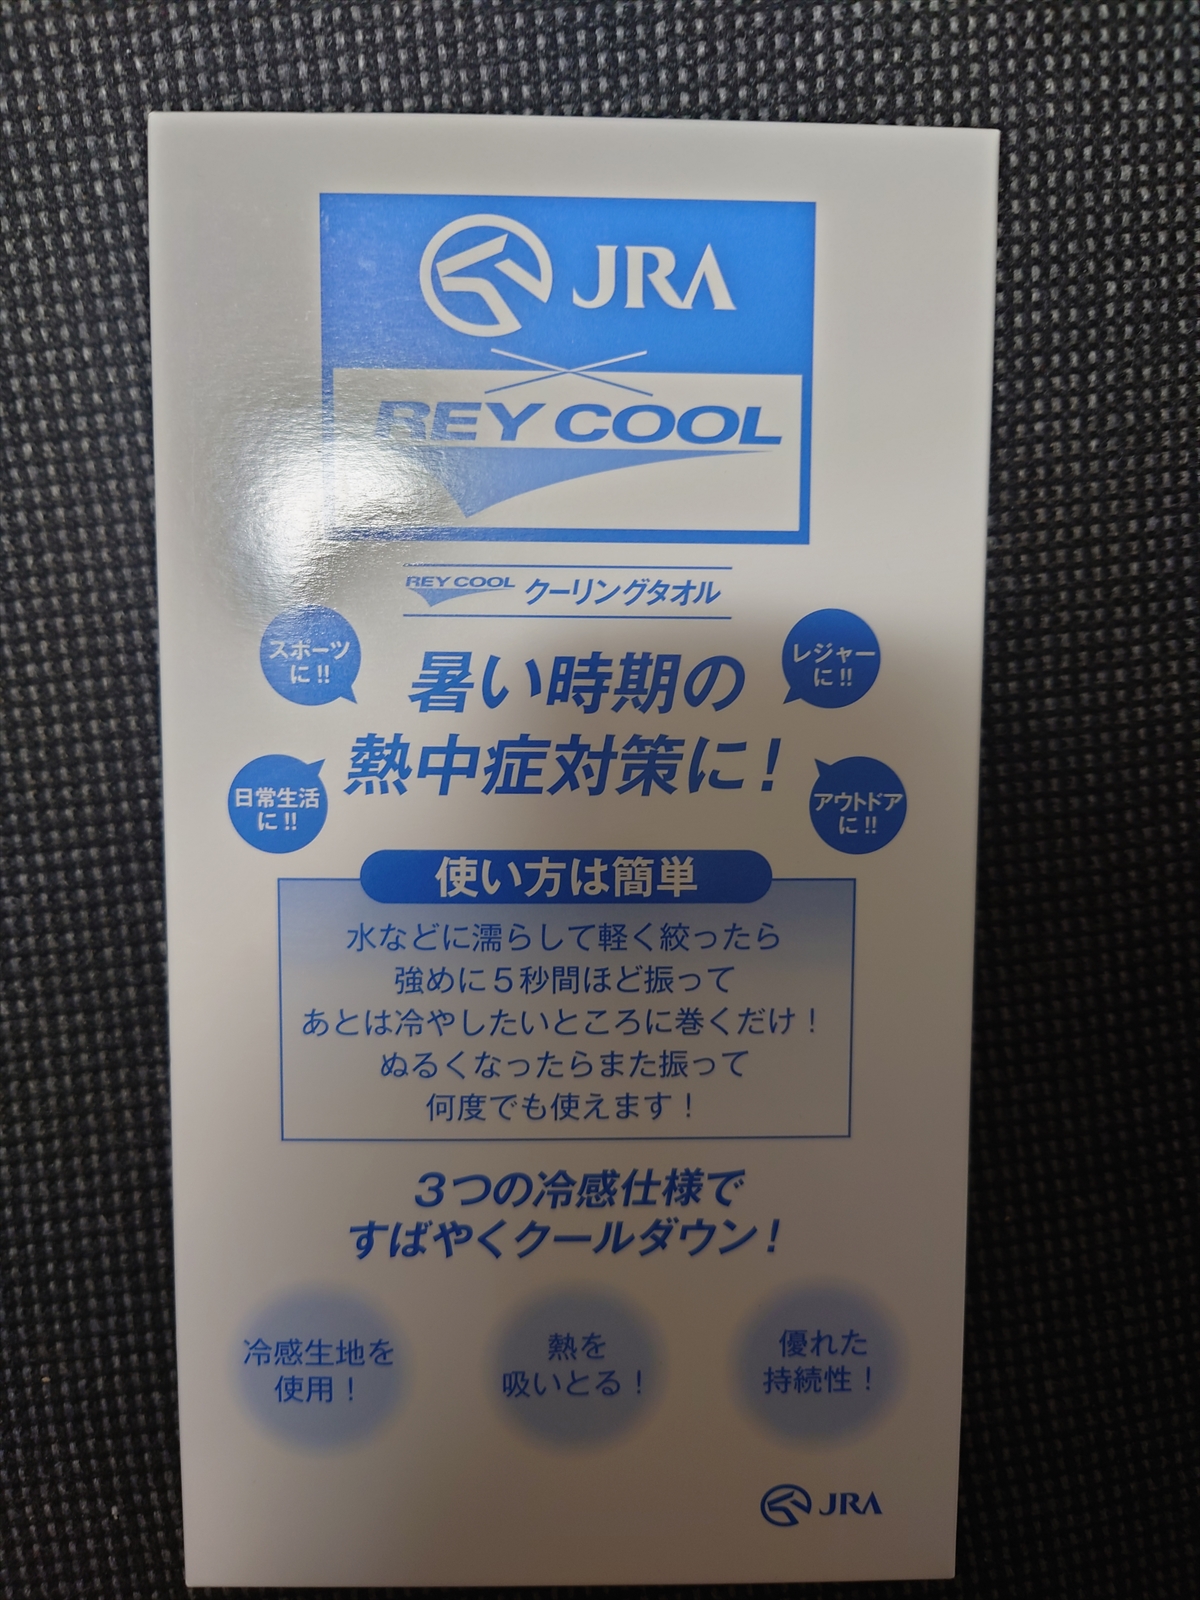 JRA
REY COOL
REY COOL クーリングタオル
スポーツ
に!!
レジャー
に!!
暑い時期の
熱中症対策に!
日常生活
に!!
アウトドア
に!!
使い方は簡単
水などに濡らして軽く絞ったら
強めに5秒間ほど振って
あとは冷やしたいところに巻くだけ!
ぬるくなったらまた振って
何度でも使えます!
3つの冷感仕様で
すばやくクールダウン!
冷感生地を
使用!
熱を
吸いとる!
優れた
持続性!
JRA